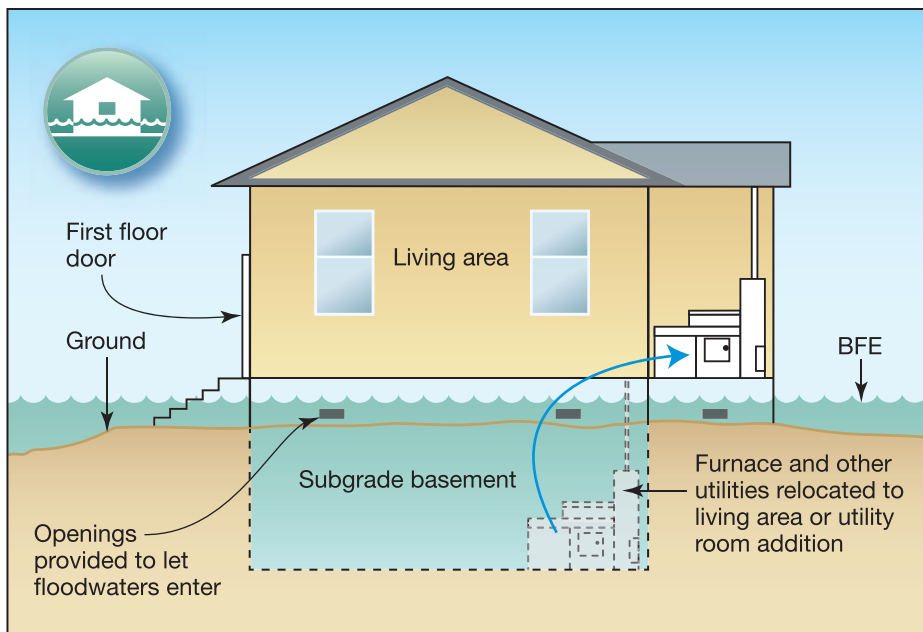 First floor
door
Living area
Ground
BFE
Subgrade basement
Furnace and other
utilities relocated to
living area or utility
room addition
Openings
provided to let
floodwaters enter